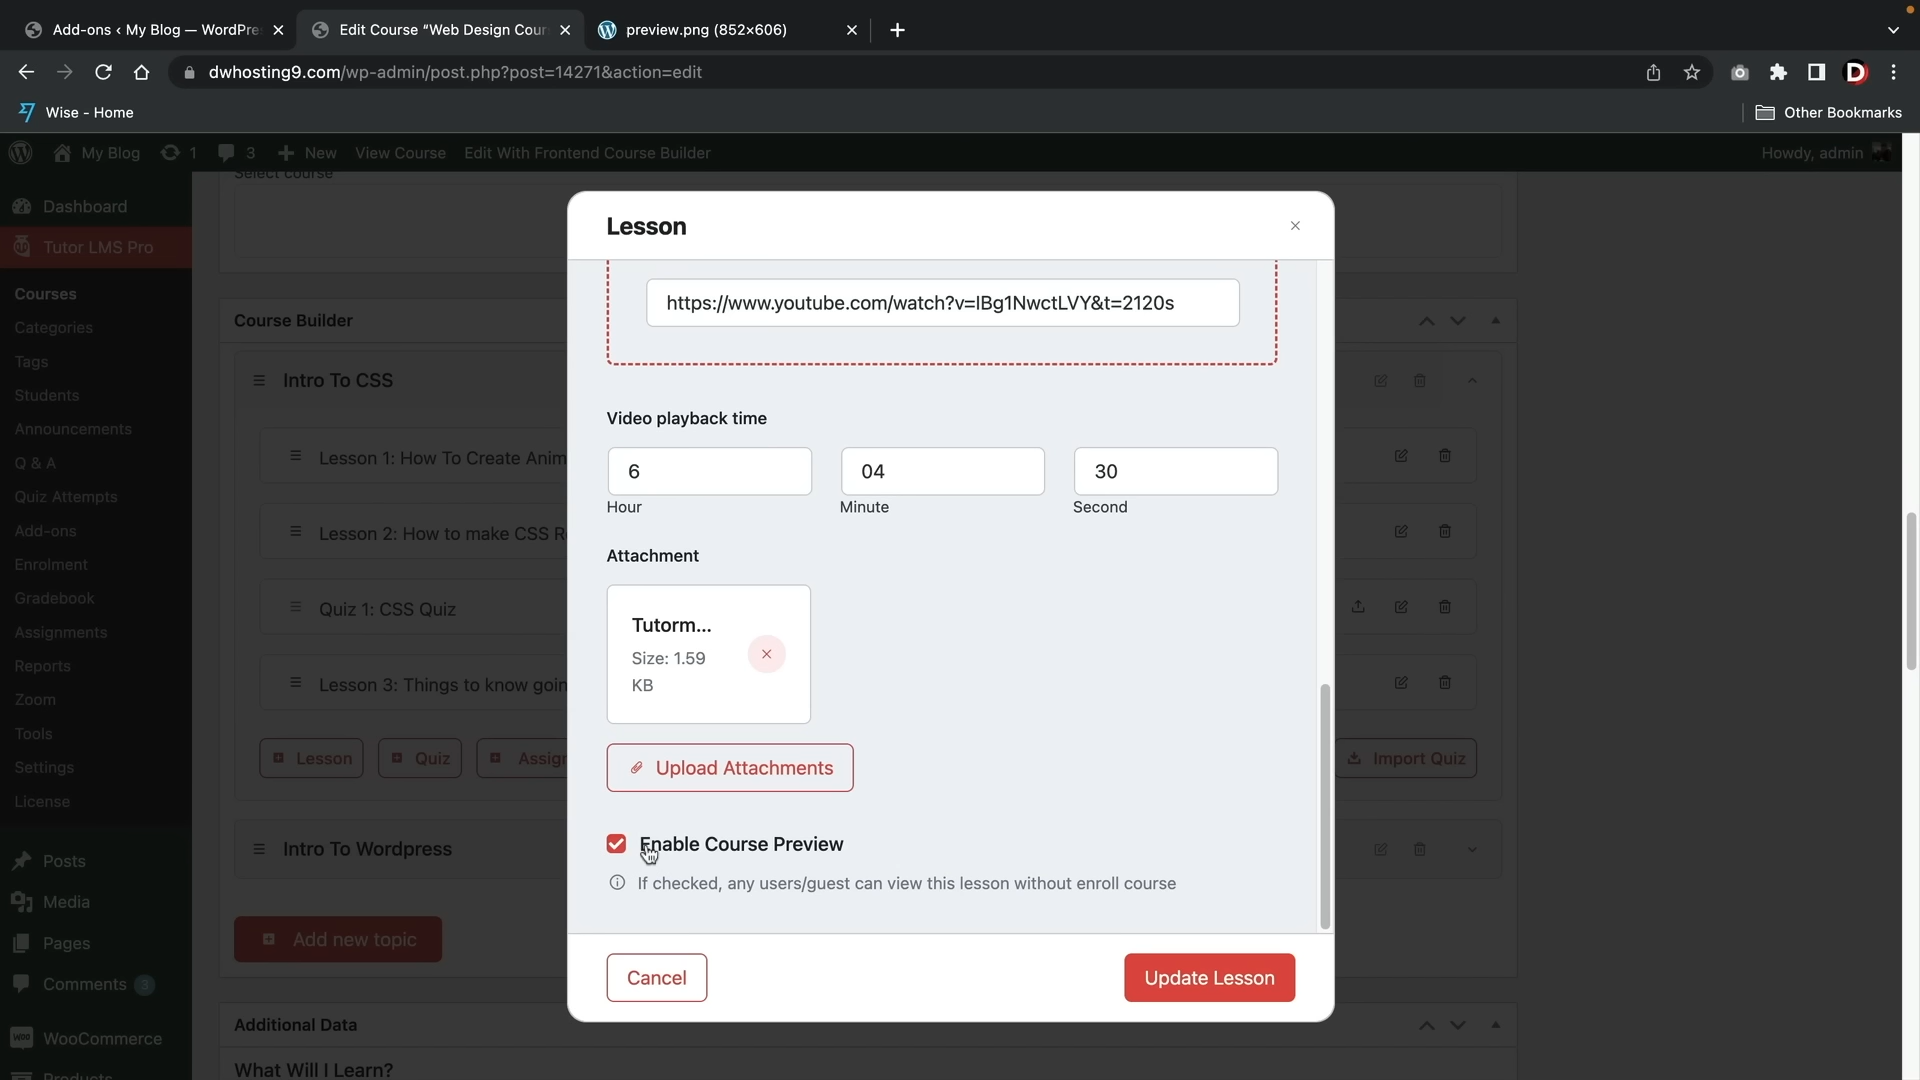 Add-ons ‹ My Blog — WordPre
Edit Course “Web Design Cour
preview.png (852×606)
dwhosting9.com/wp-admin/post.php?post=14271&action=edit
Wise - Home
Other Bookmarks
My Blog
1
3
New
View Course
Edit With Frontend Course Builder
Howdy, admin
Select course
Dashboard
Tutor LMS Pro
Courses
Categories
Tags
Students
Announcements
Q & A
Quiz Attempts
Add-ons
Enrolment
Gradebook
Assignments
Reports
Zoom
Tools
Settings
License
Posts
Media
Pages
Comments 3
WooCommerce
Products
Course Builder
Intro To CSS
Lesson 1: How To Create Anim
Lesson 2: How to make CSS R
Quiz 1: CSS Quiz
Lesson 3: Things to know goin
Lesson
Quiz
Assign
Import Quiz
Intro To Wordpress
Add new topic
Additional Data
What Will I Learn?
Lesson
https://www.youtube.com/watch?v=IBg1NwctLVY&t=2120s
Video playback time
6
04
30
Hour
Minute
Second
Attachment
Tutorm...
Size: 1.59
KB
Upload Attachments
Enable Course Preview
If checked, any users/guest can view this lesson without enroll course
Cancel
Update Lesson